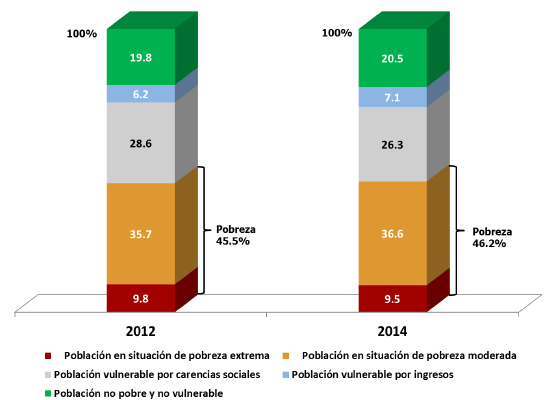 100%
19.8
6.2
28.6
35.7
9.8
Pobreza
45.5%
2012
100%
20.5
7.1
26.3
36.6
9.5
Pobreza
46.2%
2014
Población en situación de pobreza extrema
Población en situación de pobreza moderada
Población vulnerable por carencias sociales
Población vulnerable por ingresos
Población no pobre y no vulnerable